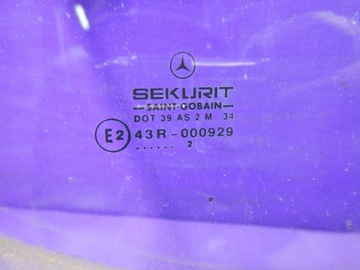 SEKURIT
SAINT-GOBAIN
DOT 39 AS 2 M 34
E2 43R-000929
...... 2